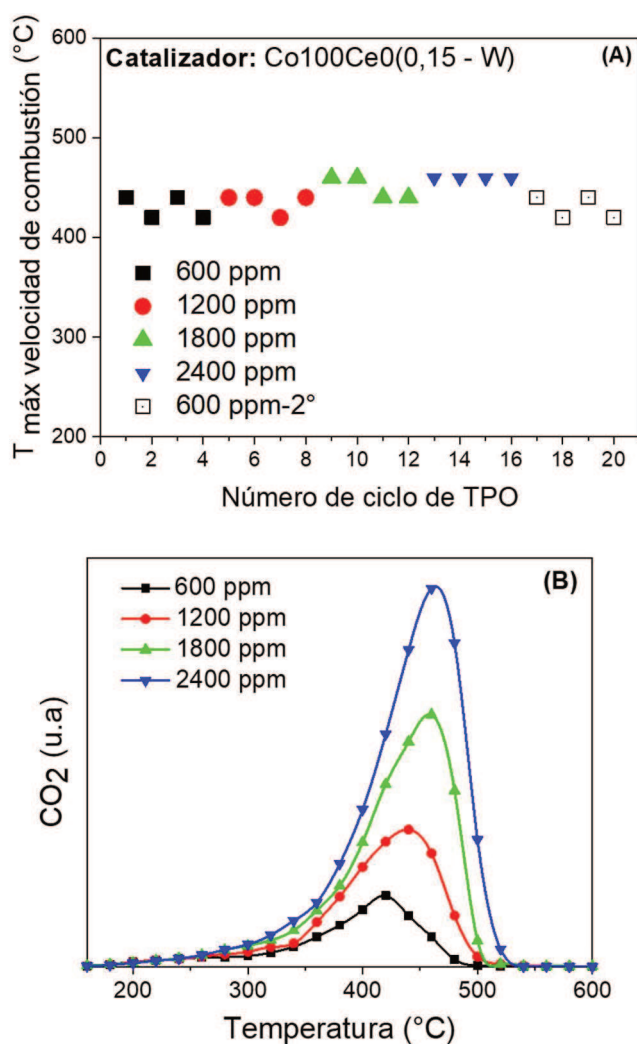 Catalizador: Co100Ce0(0,15 - W) (A)
T máx velocidad de combustión (°C)
600
500
400
300
200
600 ppm
1200 ppm
1800 ppm
2400 ppm
600 ppm-2°
0 2 4 6 8 10 12 14 16 18 20
Número de ciclo de TPO
(B)
600 ppm
1200 ppm
1800 ppm
2400 ppm
CO2 (u.a)
200 300 400 500 600
Temperatura (°C)